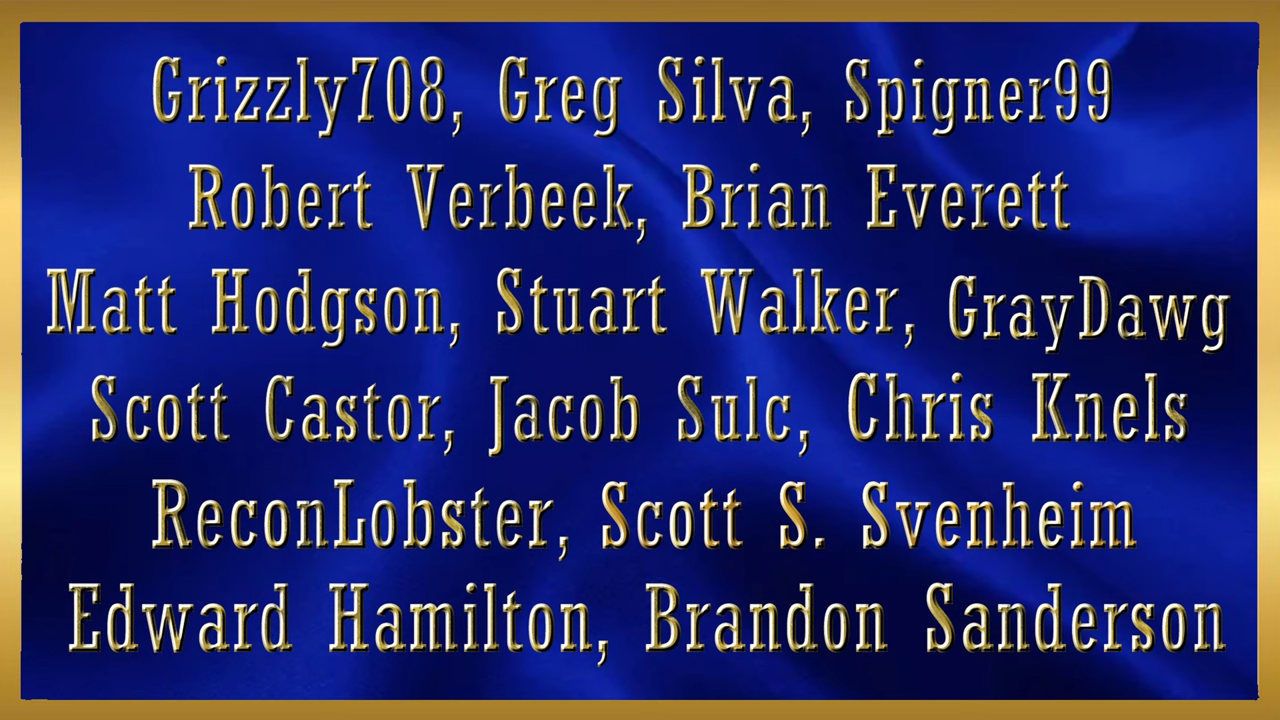 Grizzly708, Greg Silva, Spigner99
Robert Verbeek, Brian Everett
Matt Hodgson, Stuart Walker, GrayDawg
Scott Castor, Jacob Sulc, Chris Knels
ReconLobster, Scott S. Svenheim
Edward Hamilton, Brandon Sanderson